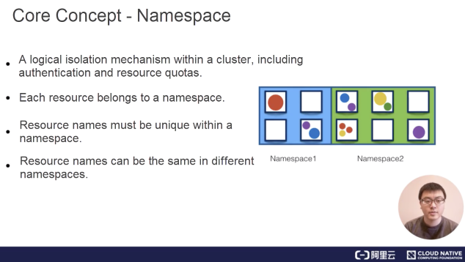 Core Concept - Namespace
A logical isolation mechanism within a cluster, including
authentication and resource quotas.
Each resource belongs to a namespace.
Resource names must be unique within a
namespace.
Resource names can be the same in different
namespaces.
Namespace1
Namespace2
阿里云
CLOUD NATIVE
COMPUTING FOUNDATION